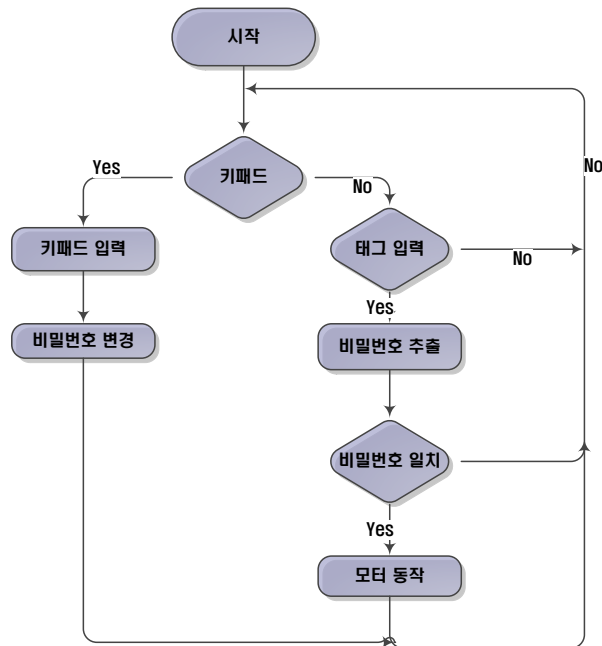 시작
키패드
Yes
No
No
키패드 입력
태그 입력
No
Yes
비밀번호 변경
비밀번호 추출
비밀번호 일치
Yes
모터 동작